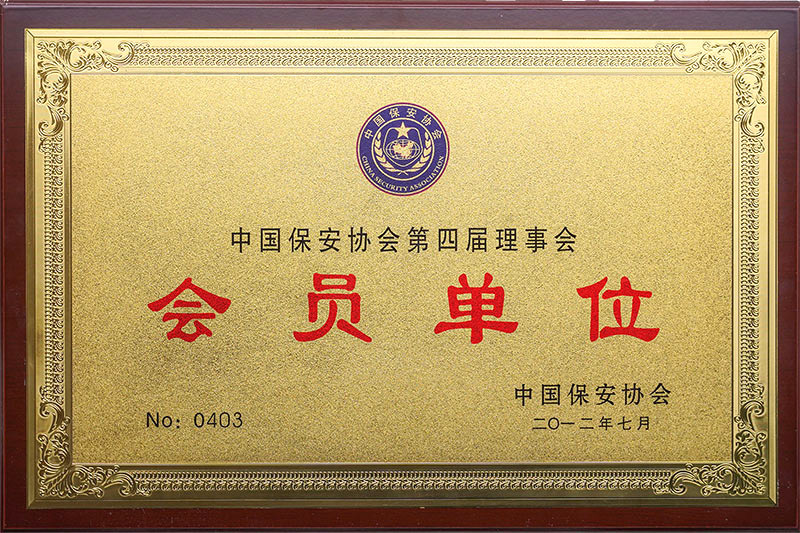 中国保安协会
CHINA SECURITY ASSOCIATION
中国保安协会第四届理事会
会员单位
No: 0403
中国保安协会
二〇一二年七月